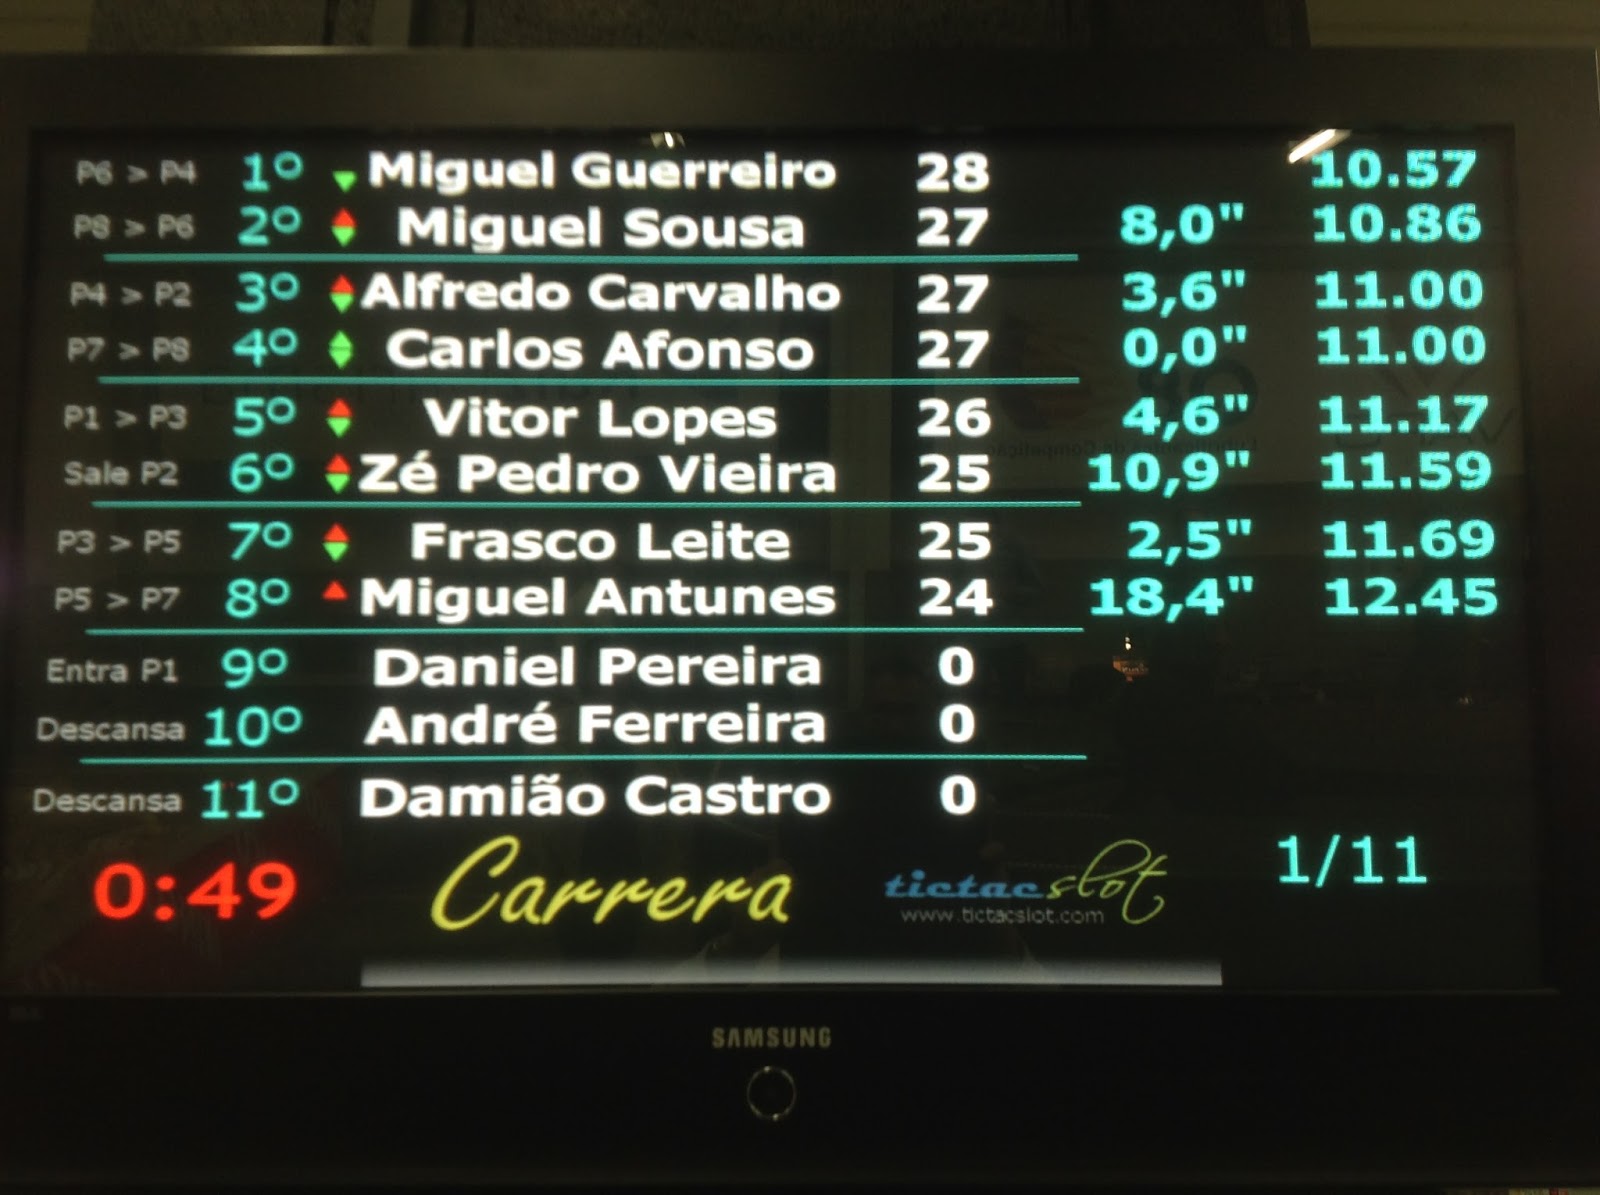 P6 > P4 1º Miguel Guerreiro 28 10.57
P8 > P6 2º Miguel Sousa 27 8,0" 10.86
P4 > P2 3º Alfredo Carvalho 27 3,6" 11.00
P7 > P8 4º Carlos Afonso 27 0,0" 11.00
P1 > P3 5º Vitor Lopes 26 4,6" 11.17
Sale P2 6º Zé Pedro Vieira 25 10,9" 11.59
P3 > P5 7º Frasco Leite 25 2,5" 11.69
P5 > P7 8º Miguel Antunes 24 18,4" 12.45
Entra P1 9º Daniel Pereira 0
Descansa 10º André Ferreira 0
Descansa 11º Damião Castro 0
0:49 Carrera tictacslot 1/11
www.tictacslot.com
SAMSUNG